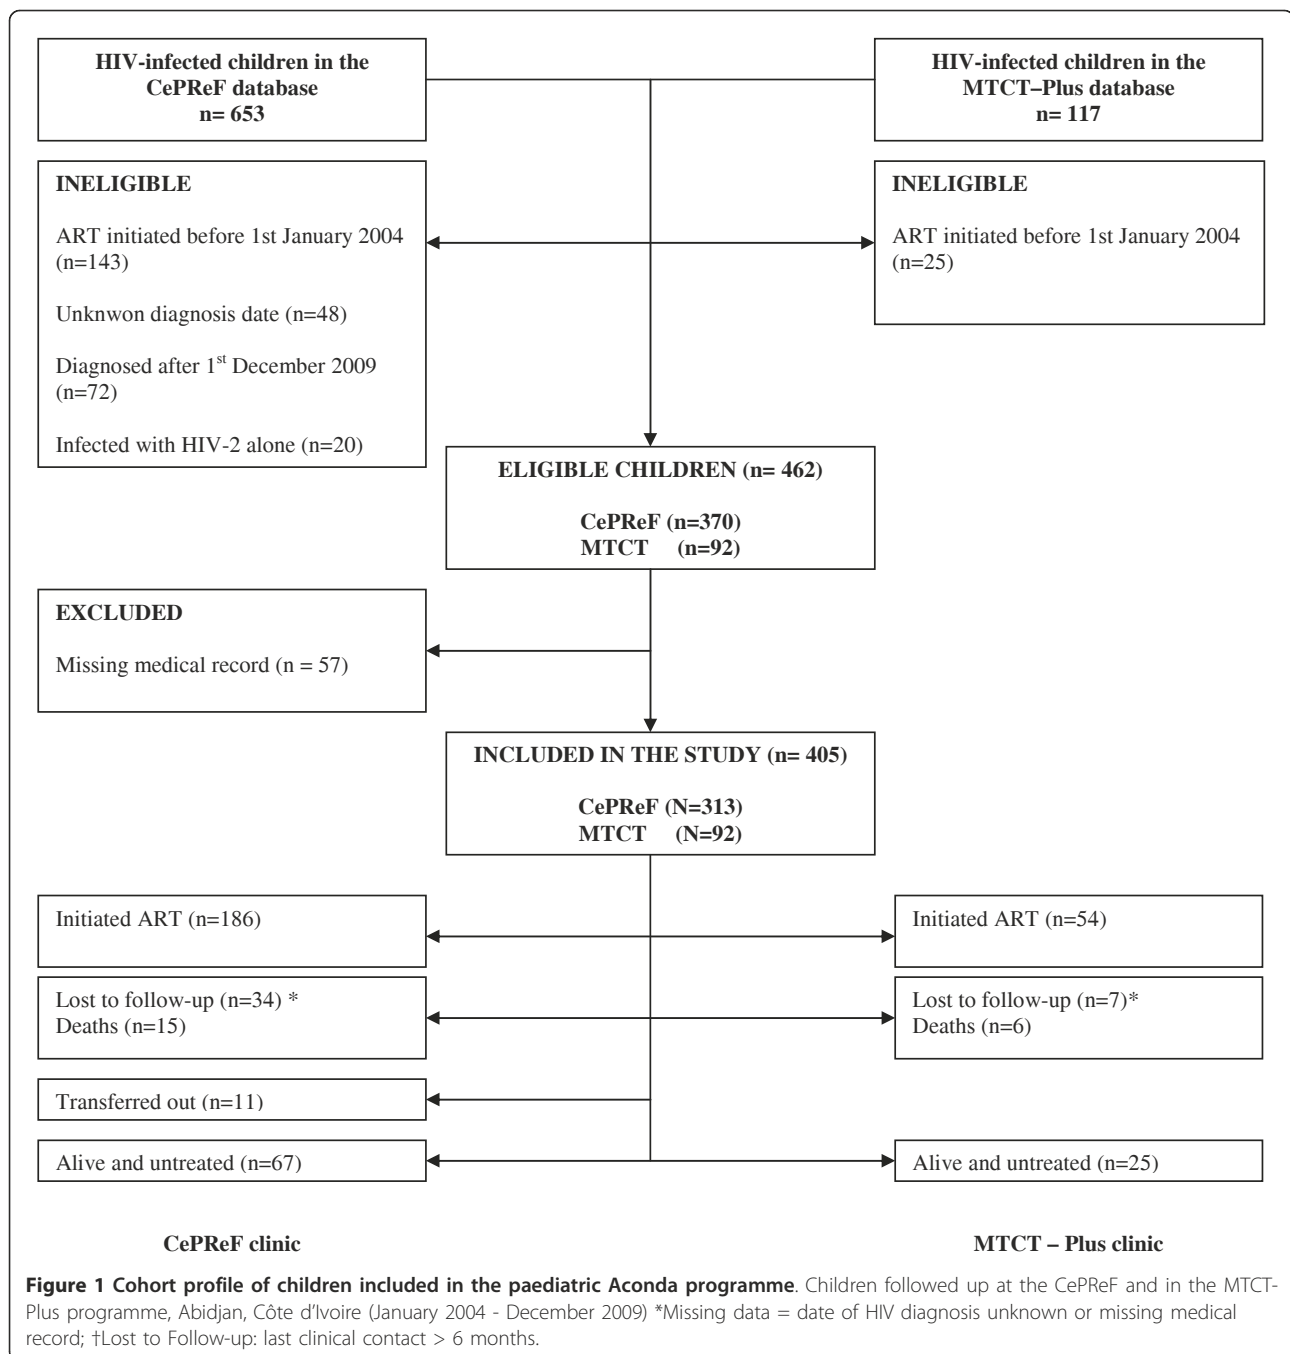 HIV-infected children in the
CePReF database
n= 653
HIV-infected children in the
MTCT–Plus database
n= 117
INELIGIBLE
ART initiated before 1st January 2004
(n=143)
Unknwon diagnosis date (n=48)
Diagnosed after 1st December 2009
(n=72)
Infected with HIV-2 alone (n=20)
INELIGIBLE
ART initiated before 1st January 2004
(n=25)
ELIGIBLE CHILDREN (n= 462)
CePReF (n=370)
MTCT (n=92)
EXCLUDED
Missing medical record (n = 57)
INCLUDED IN THE STUDY (n= 405)
CePReF (N=313)
MTCT (N=92)
Initiated ART (n=186)
Initiated ART (n=54)
Lost to follow-up (n=34) *
Deaths (n=15)
Lost to follow-up (n=7)*
Deaths (n=6)
Transferred out (n=11)
Alive and untreated (n=67)
Alive and untreated (n=25)
CePReF clinic
MTCT – Plus clinic
Figure 1 Cohort profile of children included in the paediatric Aconda programme. Children followed up at the CePReF and in the MTCT-
Plus programme, Abidjan, Côte d'Ivoire (January 2004 - December 2009) *Missing data = date of HIV diagnosis unknown or missing medical
record; †Lost to Follow-up: last clinical contact > 6 months.